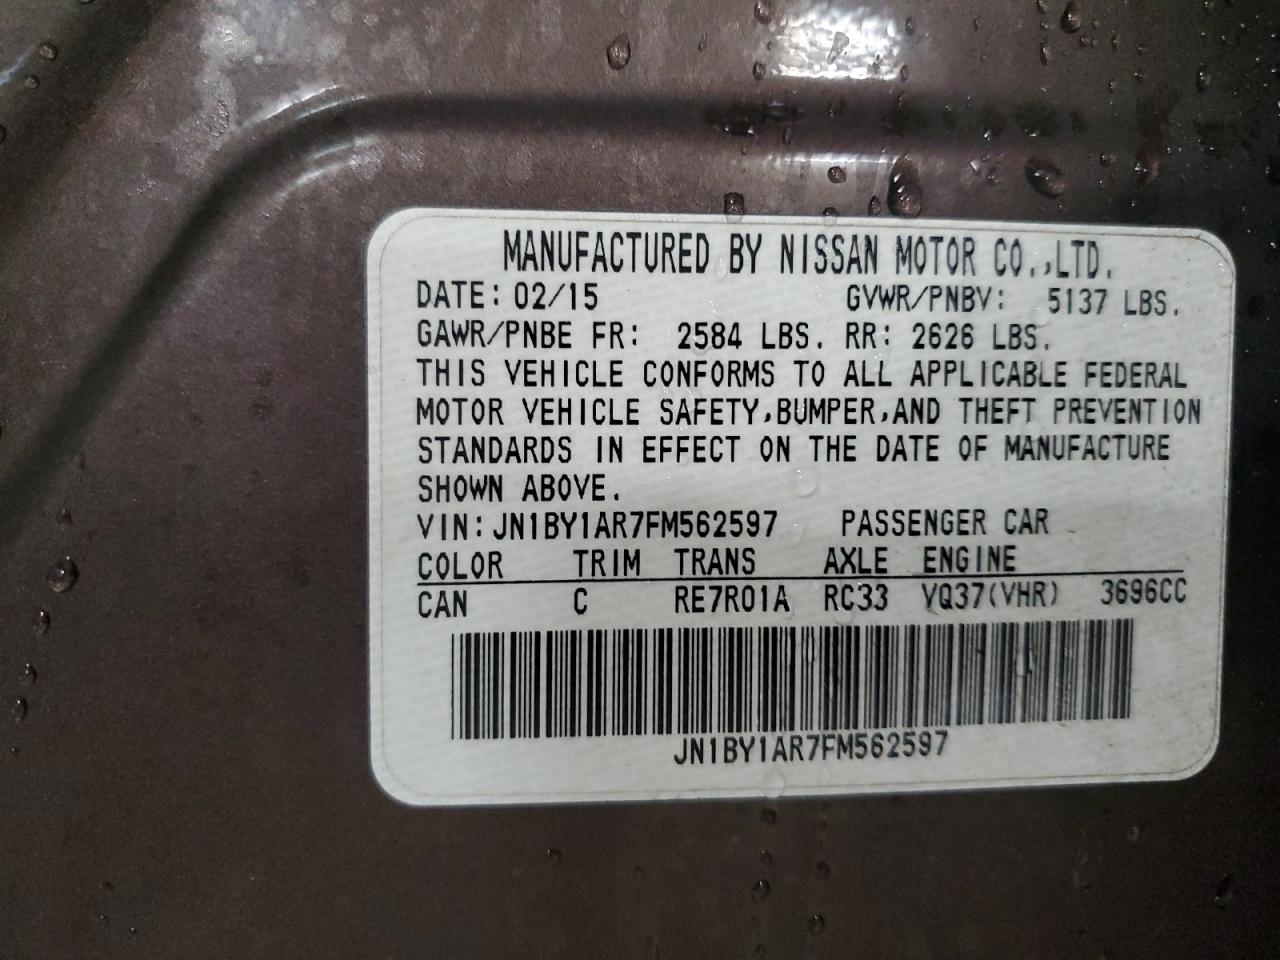 MANUFACTURED BY NISSAN MOTOR CO.,LTD.
DATE: 02/15 GVWR/PNBV: 5137 LBS.
GAWR/PNBE FR: 2584 LBS. RR: 2626 LBS.
THIS VEHICLE CONFORMS TO ALL APPLICABLE FEDERAL
MOTOR VEHICLE SAFETY,BUMPER,AND THEFT PREVENTION
STANDARDS IN EFFECT ON THE DATE OF MANUFACTURE
SHOWN ABOVE.
VIN: JN1BY1AR7FM562597 PASSENGER CAR
COLOR TRIM TRANS AXLE ENGINE
CAN C RE7R01A RC33 VQ37(VHR) 3696CC
JN1BY1AR7FM562597